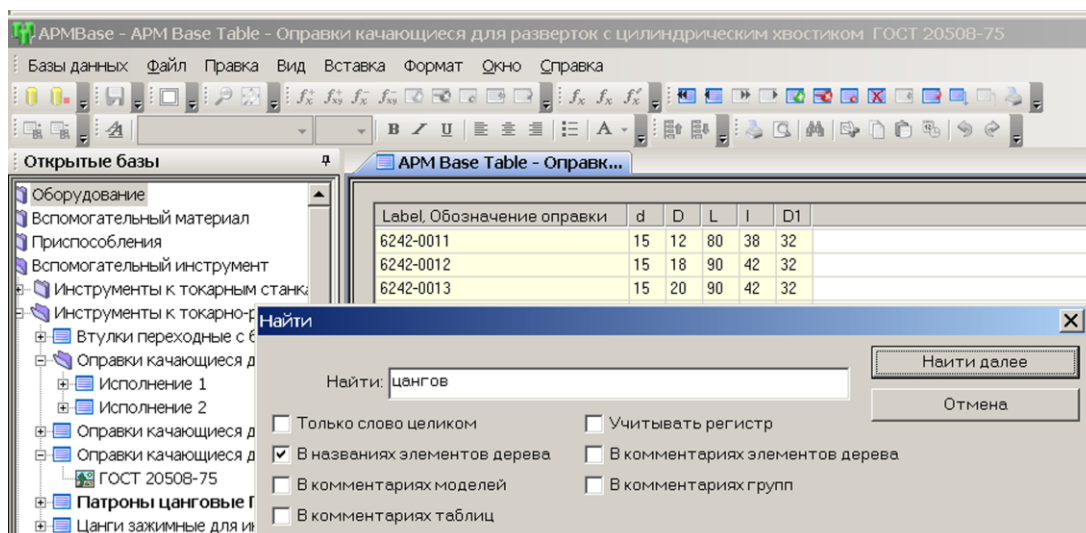 APMBase - APM Base Table - Оправки качающиеся для разверток с цилиндрическим хвостиком ГОСТ 20508-75
Базы данных Файл Правка Вид Вставка Формат Окно Справка
B I U A
Открытые базы
APM Base Table - Оправк...
Оборудование
Вспомогательный материал
Приспособления
Вспомогательный инструмент
Инструменты к токарным станка
Инструменты к токарно-р
Втулки переходные с б
Оправки качающиеся д
Исполнение 1
Исполнение 2
Оправки качающиеся д
Оправки качающиеся д
ГОСТ 20508-75
Патроны цанговые Г
Цанги зажимные для ин
Label, Обозначение оправки d D L l D1
6242-0011 15 12 80 38 32
6242-0012 15 18 90 42 32
6242-0013 15 20 90 42 32
Найти
Найти: цангов
Найти далее
Отмена
Только слово целиком
Учитывать регистр
В названиях элементов дерева
В комментариях элементов дерева
В комментариях моделей
В комментариях групп
В комментариях таблиц